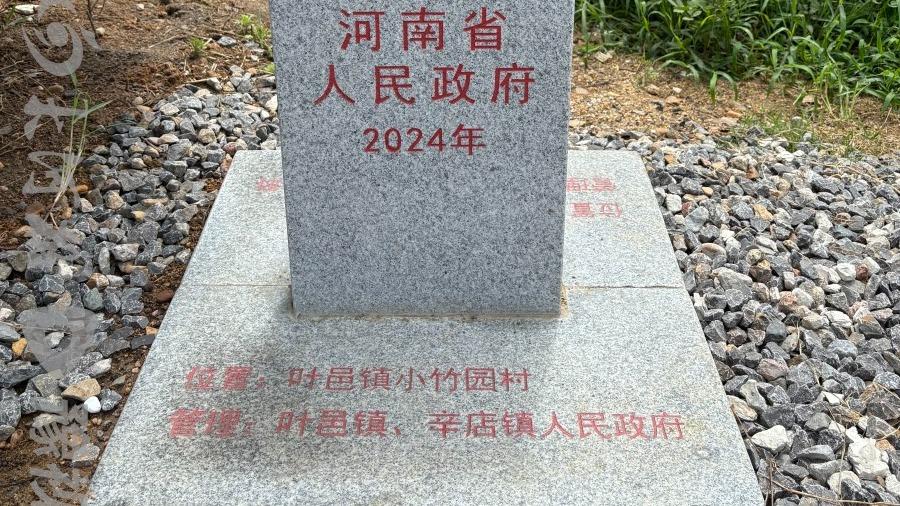 河南省
人民政府
2024年
位置：叶邑镇小竹园村
管理：叶邑镇、辛店镇人民政府